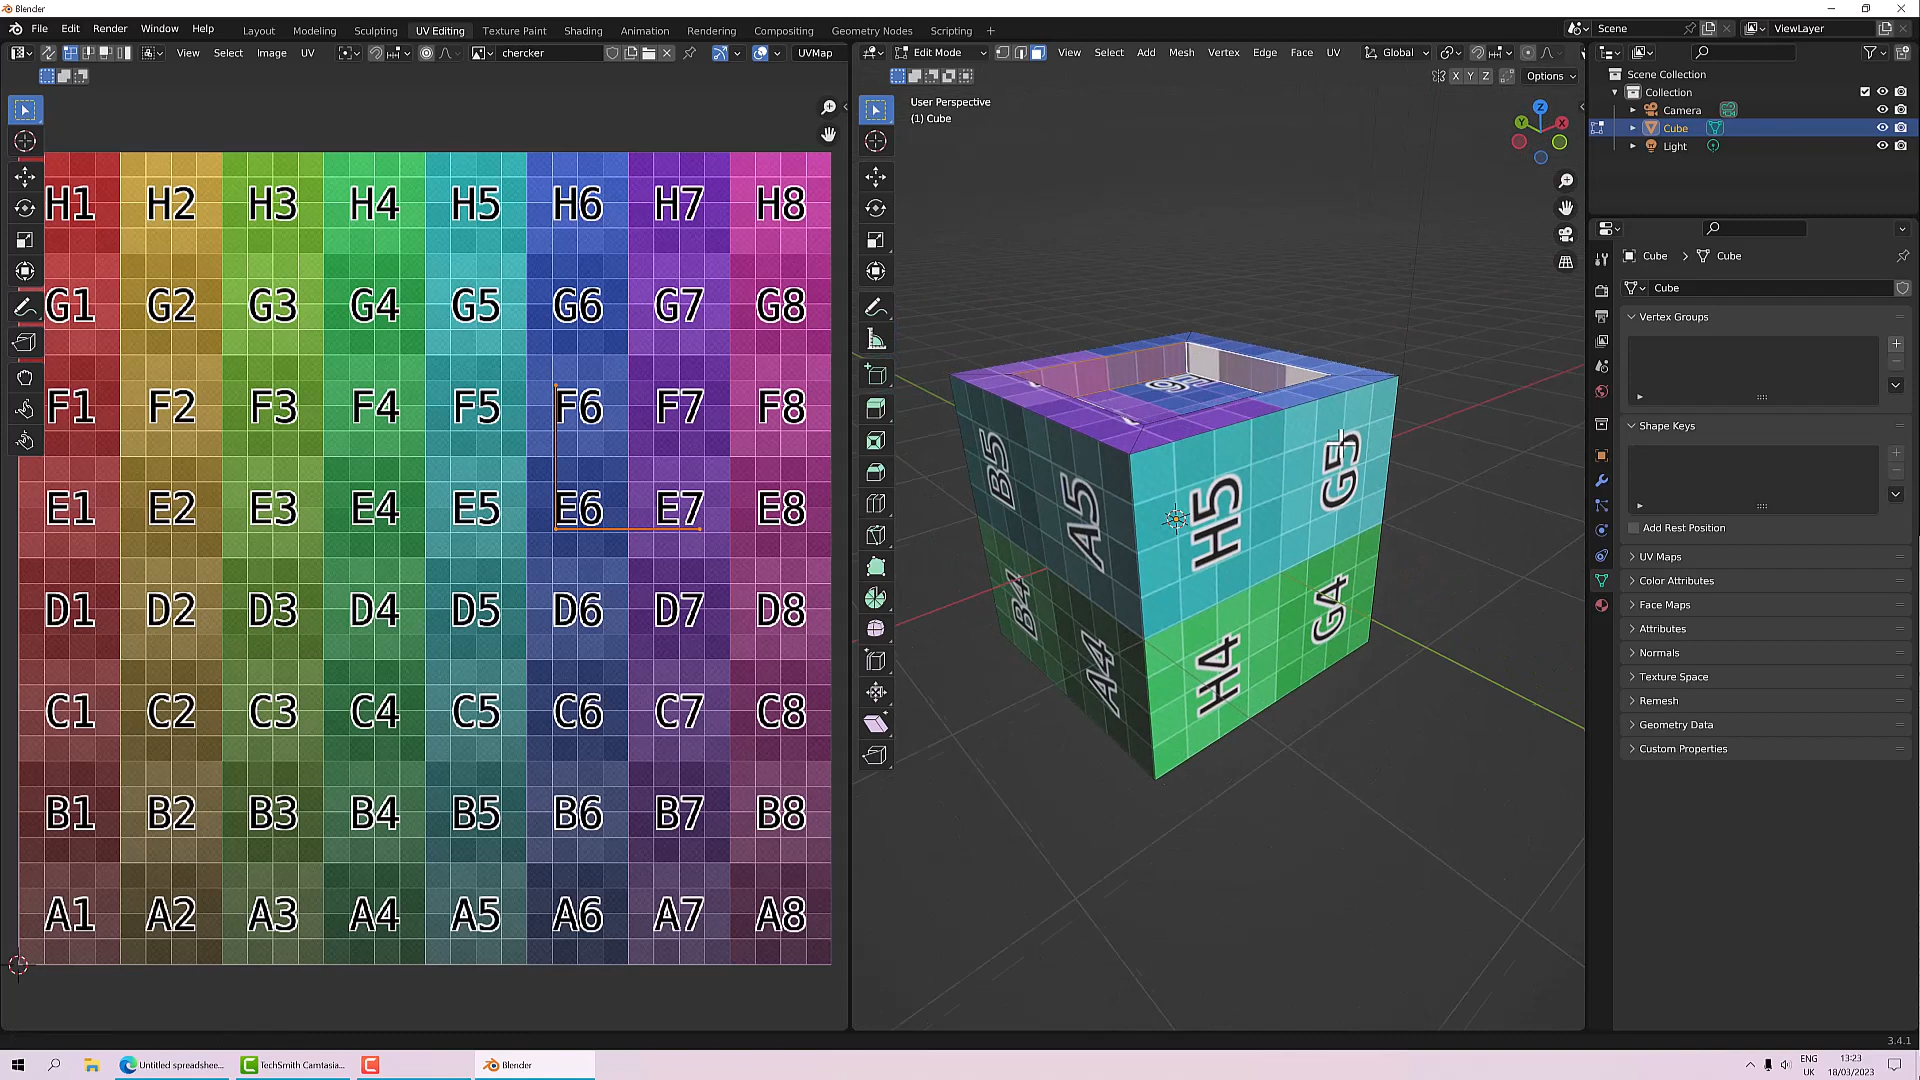 Blender
File Edit Render Window Help Layout Modeling Sculpting UV Editing Texture Paint Shading Animation Rendering Compositing Geometry Nodes Scripting + Scene ViewLayer
View Select Image UV chercker UVMap Edit Mode View Select Add Mesh Vertex Edge Face UV Global
X Y Z Options
User Perspective
(1) Cube
Z
Y X
Scene Collection
Collection
Camera
Cube
Light
Cube > Cube
Cube
Vertex Groups
Shape Keys
Add Rest Position
UV Maps
Color Attributes
Face Maps
Attributes
Normals
Texture Space
Remesh
Geometry Data
Custom Properties
H1 H2 H3 H4 H5 H6 H7 H8
G1 G2 G3 G4 G5 G6 G7 G8
F1 F2 F3 F4 F5 F6 F7 F8
E1 E2 E3 E4 E5 E6 E7 E8
D1 D2 D3 D4 D5 D6 D7 D8
C1 C2 C3 C4 C5 C6 C7 C8
B1 B2 B3 B4 B5 B6 B7 B8
A1 A2 A3 A4 A5 A6 A7 A8
B5 A5 H5 G5
B4 A4 H4 G4
3.4.1
Untitled spreadshee... TechSmith Camtasia... Blender
ENG
UK
13:23
18/03/2023